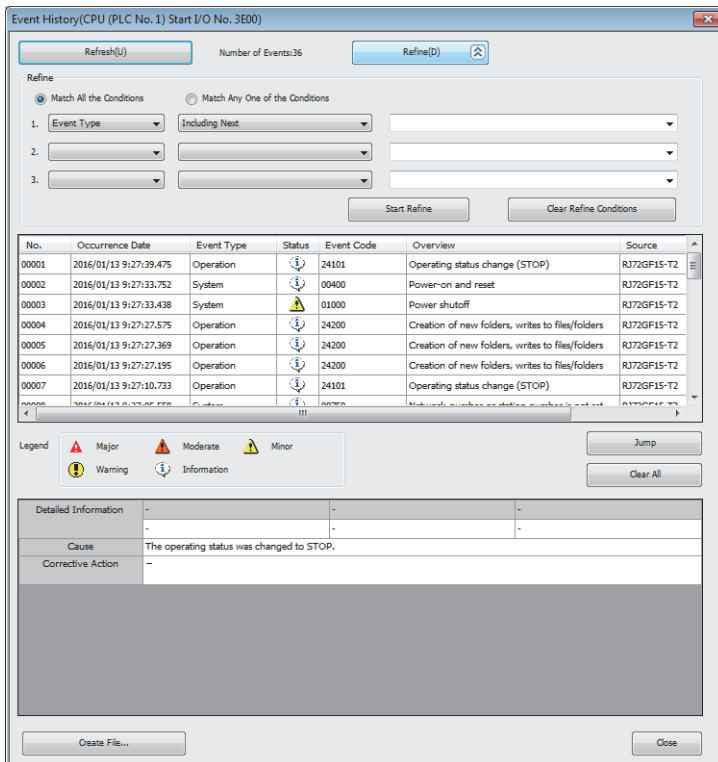 Event History(CPU (PLC No. 1) Start I/O No. 3E00)
Refresh(U) Number of Events:36 Refine(D)
Refine
Match All the Conditions Match Any One of the Conditions
1. Event Type Including Next
2.
3.
Start Refine Clear Refine Conditions
No. Occurrence Date Event Type Status Event Code Overview Source
00001 2016/01/13 9:27:39.475 Operation 24101 Operating status change (STOP) RJ72GF15-T2
00002 2016/01/13 9:27:33.752 System 00400 Power-on and reset RJ72GF15-T2
00003 2016/01/13 9:27:33.438 System 01000 Power shutoff RJ72GF15-T2
00004 2016/01/13 9:27:27.575 Operation 24200 Creation of new folders, writes to files/folders RJ72GF15-T2
00005 2016/01/13 9:27:27.369 Operation 24200 Creation of new folders, writes to files/folders RJ72GF15-T2
00006 2016/01/13 9:27:27.195 Operation 24200 Creation of new folders, writes to files/folders RJ72GF15-T2
00007 2016/01/13 9:27:10.733 Operation 24101 Operating status change (STOP) RJ72GF15-T2
Legend Major Moderate Minor Jump
Warning Information Clear All
Detailed Information - - -
- - -
Cause The operating status was changed to STOP.
Corrective Action –
Create File... Close